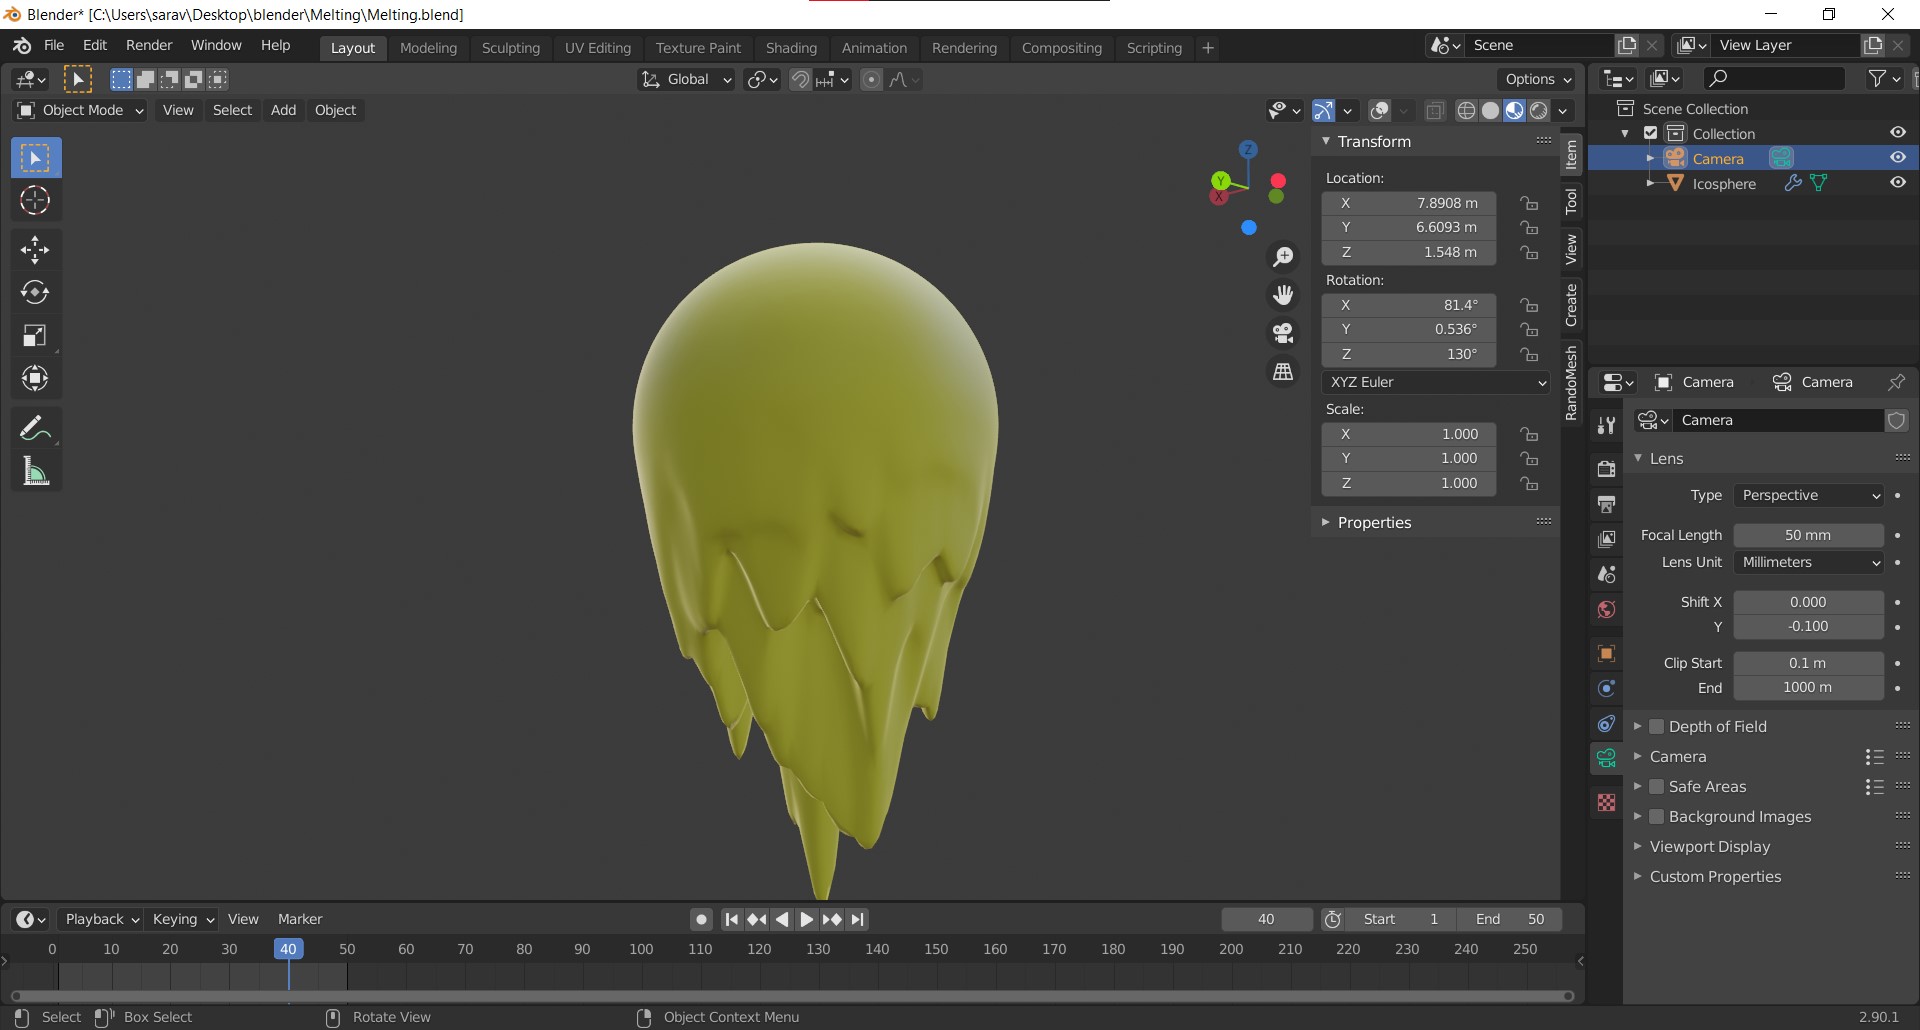 Blender* [C:\Users\sarav\Desktop\blender\Melting\Melting.blend]
File Edit Render Window Help Layout Modeling Sculpting UV Editing Texture Paint Shading Animation Rendering Compositing Scripting + Scene View Layer
Global Options
Object Mode View Select Add Object
Scene Collection
Collection
Camera
Icosphere
Z
Y
X
Transform
Location:
X 7.8908 m
Y 6.6093 m
Z 1.548 m
Rotation:
X 81.4°
Y 0.536°
Z 130°
XYZ Euler
Scale:
X 1.000
Y 1.000
Z 1.000
Properties
Item
Tool
View
Create
RandoMesh
Camera Camera
Camera
Lens
Type Perspective
Focal Length 50 mm
Lens Unit Millimeters
Shift X 0.000
Y -0.100
Clip Start 0.1 m
End 1000 m
Depth of Field
Camera
Safe Areas
Background Images
Viewport Display
Custom Properties
Playback Keying View Marker 40 Start 1 End 50
0 10 20 30 40 50 60 70 80 90 100 110 120 130 140 150 160 170 180 190 200 210 220 230 240 250
Select Box Select Rotate View Object Context Menu 2.90.1